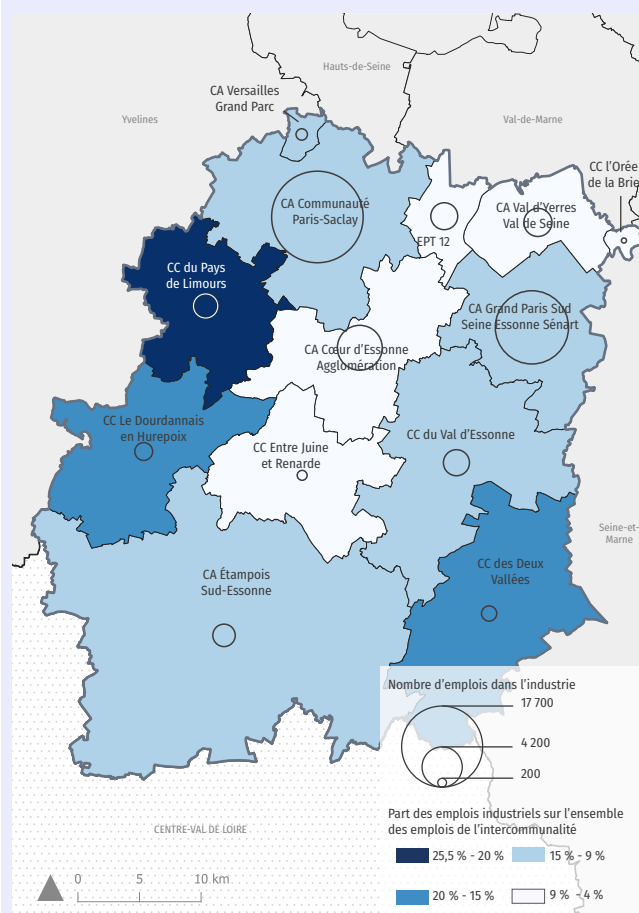 Hauts-de-Seine
CA Versailles
Grand Parc
Yvelines
Val-de-Marne
CC l’Orée
de la Brie
CA Communauté
Paris-Saclay
CA Val d’Yerres
Val de Seine
EPT 12
CC du Pays
de Limours
CA Grand Paris Sud
Seine Essonne Sénart
CA Cœur d’Essonne
Agglomération
CC Le Dourdannais
en Hurepoix
CC Entre Juine
et Renarde
CC du Val d’Essonne
Seine-et-
Marne
CC des Deux
Vallées
CA Étampois
Sud-Essonne
Nombre d’emplois dans l’industrie
17 700
4 200
200
CENTRE-VAL DE LOIRE
Part des emplois industriels sur l’ensemble
des emplois de l’intercommunalité
25,5 % - 20 %
15 % - 9 %
20 % - 15 %
9 % - 4 %
0 5 10 km